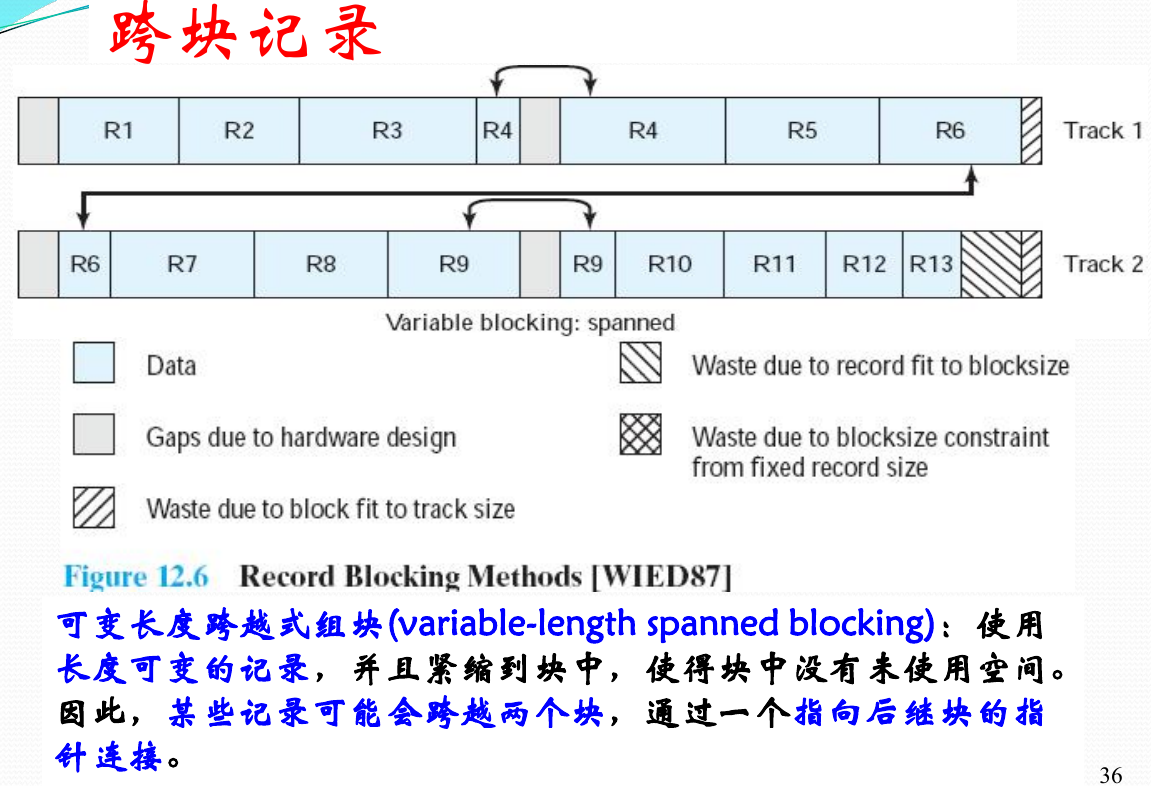 跨块记录
R1 R2 R3 R4 R4 R5 R6 Track 1
R6 R7 R8 R9 R9 R10 R11 R12 R13 Track 2
Variable blocking: spanned
Data
Waste due to record fit to blocksize
Gaps due to hardware design
Waste due to blocksize constraint
from fixed record size
Waste due to block fit to track size
Figure 12.6 Record Blocking Methods [WIED87]
可变长度跨越式组块(variable-length spanned blocking)：使用
长度可变的记录，并且紧缩到块中，使得块中没有未使用空间。
因此，某些记录可能会跨越两个块，通过一个指向后继块的指
针连接。
36